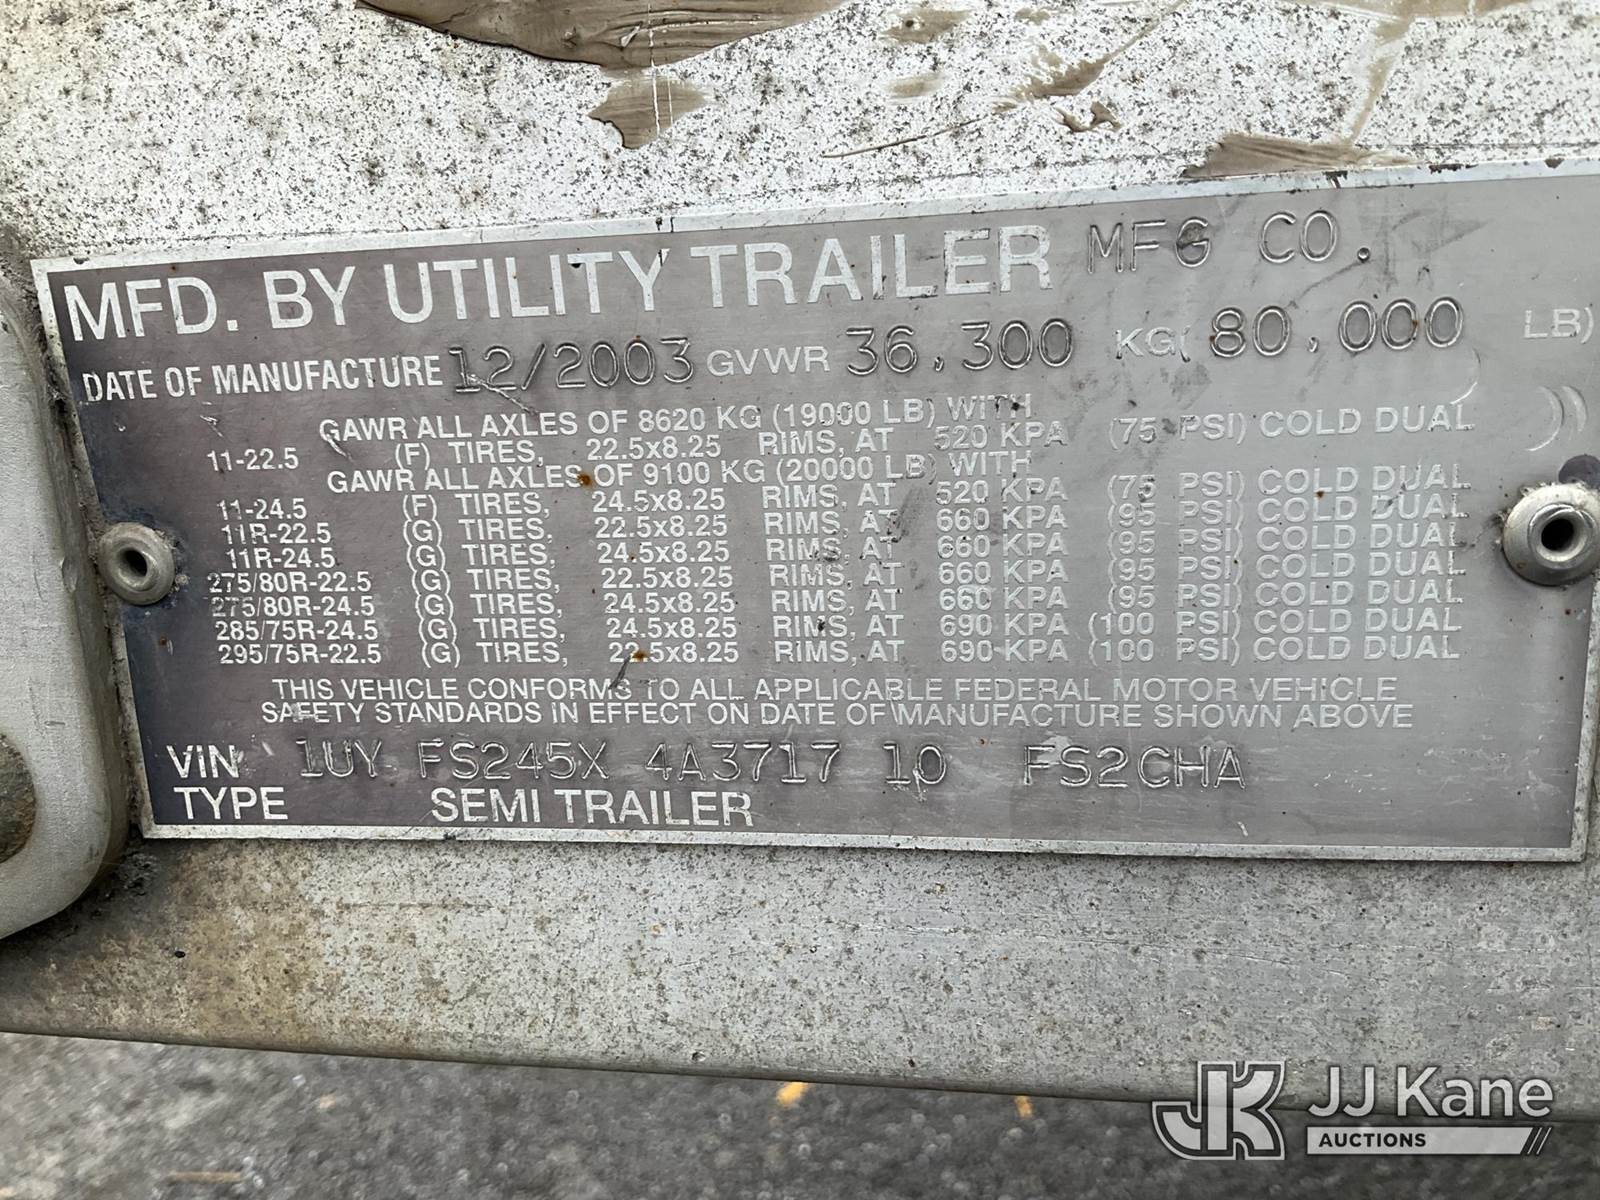 MFD. BY UTILITY TRAILER MFG CO.
DATE OF MANUFACTURE 12/2003 GVWR 36,300 KG( 80,000 LB)
GAWR ALL AXLES OF 8620 KG (19000 LB) WITH
11-22.5 (F) TIRES, 22.5x8.25 RIMS, AT 520 KPA (75 PSI) COLD DUAL
GAWR ALL AXLES OF 9100 KG (20000 LB) WITH
11-24.5 (F) TIRES, 24.5x8.25 RIMS, AT 520 KPA (75 PSI) COLD DUAL
11R-22.5 (G) TIRES, 22.5x8.25 RIMS, AT 660 KPA (95 PSI) COLD DUAL
11R-24.5 (G) TIRES, 24.5x8.25 RIMS, AT 660 KPA (95 PSI) COLD DUAL
275/80R-22.5 (G) TIRES, 22.5x8.25 RIMS, AT 660 KPA (95 PSI) COLD DUAL
275/80R-24.5 (G) TIRES, 24.5x8.25 RIMS, AT 660 KPA (95 PSI) COLD DUAL
285/75R-24.5 (G) TIRES, 24.5x8.25 RIMS, AT 690 KPA (100 PSI) COLD DUAL
295/75R-22.5 (G) TIRES, 22.5x8.25 RIMS, AT 690 KPA (100 PSI) COLD DUAL
THIS VEHICLE CONFORMS TO ALL APPLICABLE FEDERAL MOTOR VEHICLE
SAFETY STANDARDS IN EFFECT ON DATE OF MANUFACTURE SHOWN ABOVE
VIN 1UY FS245X 4A3717 10 FS2CHA
TYPE SEMI TRAILER
JK JJ Kane
AUCTIONS